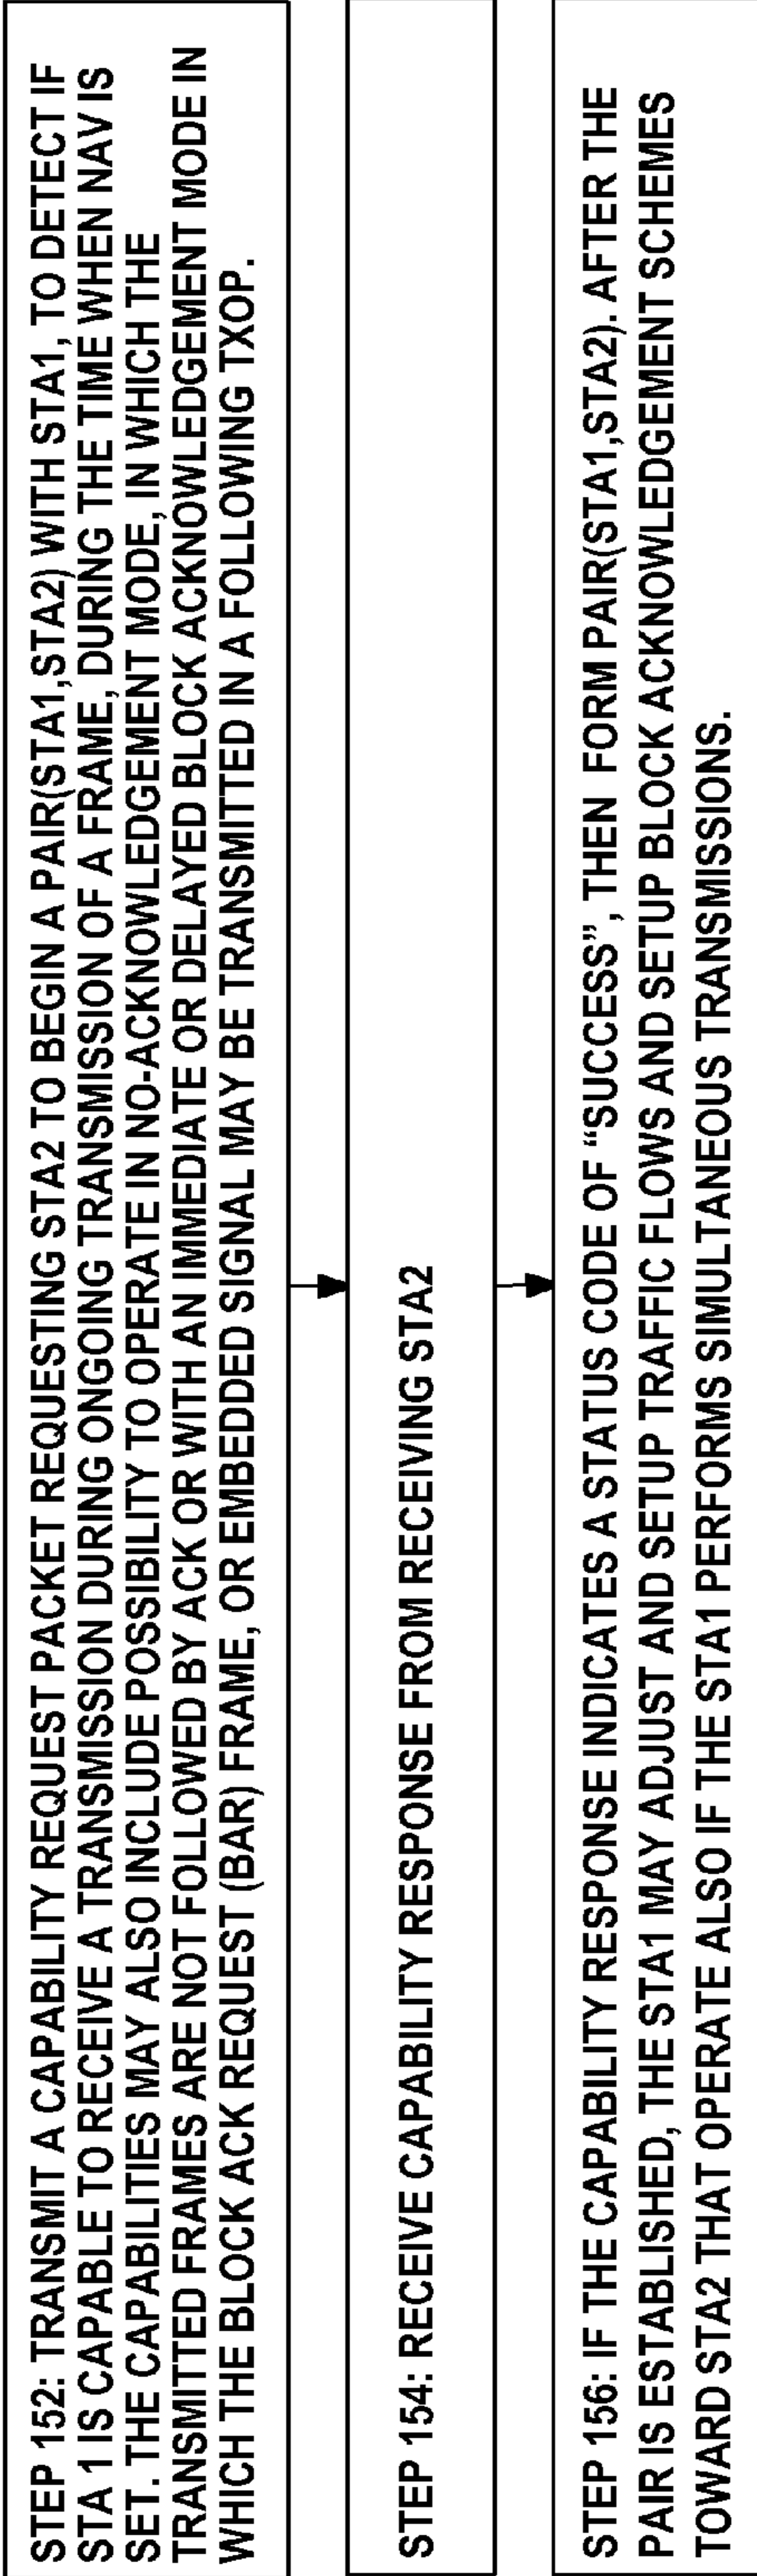 STEP 152: TRANSMIT A CAPABILITY REQUEST PACKET REQUESTING STA2 TO BEGIN A PAIR(STA1,STA2) WITH STA1, TO DETECT IF
STA 1 IS CAPABLE TO RECEIVE A TRANSMISSION DURING ONGOING TRANSMISSION OF A FRAME, DURING THE TIME WHEN NAV IS
SET. THE CAPABILITIES MAY ALSO INCLUDE POSSIBILITY TO OPERATE IN NO-ACKNOWLEDGEMENT MODE, IN WHICH THE
TRANSMITTED FRAMES ARE NOT FOLLOWED BY ACK OR WITH AN IMMEDIATE OR DELAYED BLOCK ACKNOWLEDGEMENT MODE IN
WHICH THE BLOCK ACK REQUEST (BAR) FRAME, OR EMBEDDED SIGNAL MAY BE TRANSMITTED IN A FOLLOWING TXOP.
STEP 154: RECEIVE CAPABILITY RESPONSE FROM RECEIVING STA2
STEP 156: IF THE CAPABILITY RESPONSE INDICATES A STATUS CODE OF “SUCCESS”, THEN FORM PAIR(STA1,STA2). AFTER THE
PAIR IS ESTABLISHED, THE STA1 MAY ADJUST AND SETUP TRAFFIC FLOWS AND SETUP BLOCK ACKNOWLEDGEMENT SCHEMES
TOWARD STA2 THAT OPERATE ALSO IF THE STA1 PERFORMS SIMULTANEOUS TRANSMISSIONS.